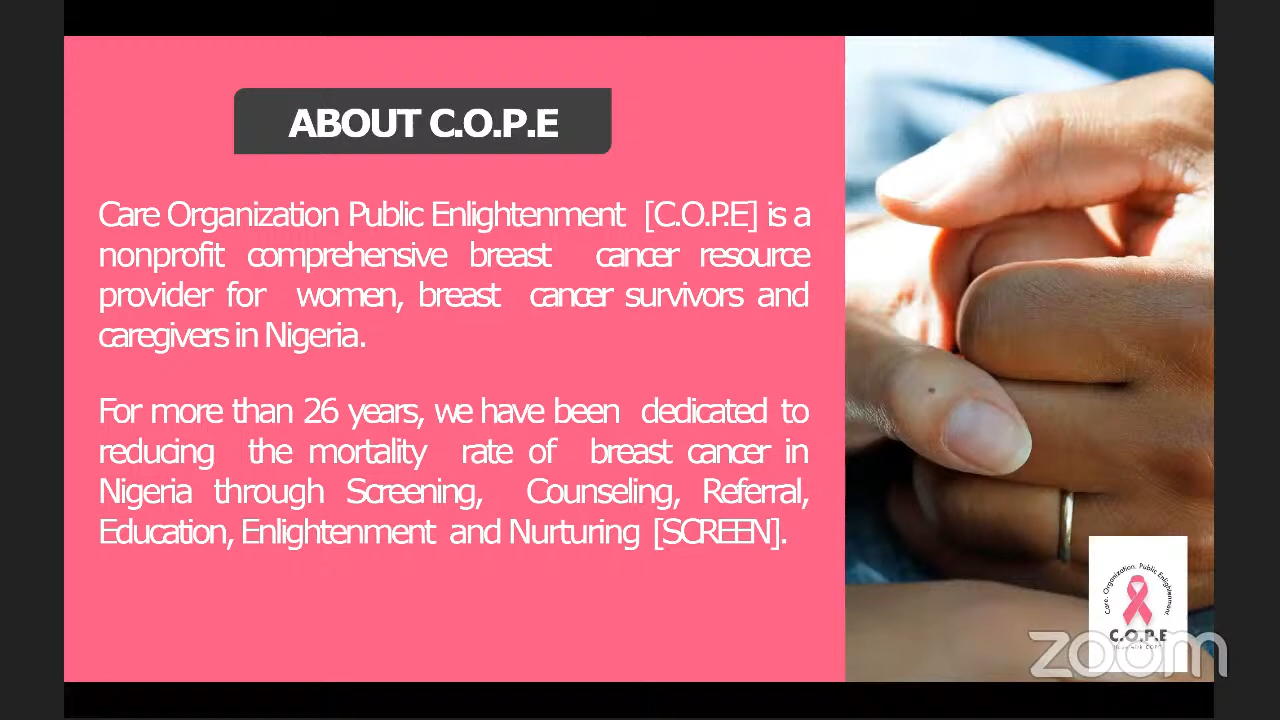 ABOUT C.O.P.E
Care Organization Public Enlightenment [C.O.P.E] is a
nonprofit comprehensive breast cancer resource
provider for women, breast cancer survivors and
caregivers in Nigeria.
For more than 26 years, we have been dedicated to
reducing the mortality rate of breast cancer in
Nigeria through Screening, Counseling, Referral,
Education, Enlightenment and Nurturing [SCREEN].
Care. Organization. Public Enlightenment.
C.O.P.E
zoom